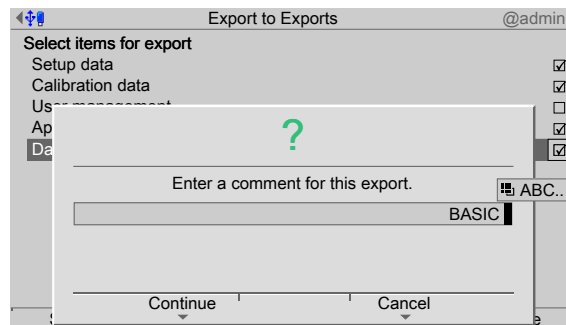 Export to Exports @admin
Select items for export
Setup data
Calibration data
Enter a comment for this export.
ABC..
BASIC
Continue Cancel